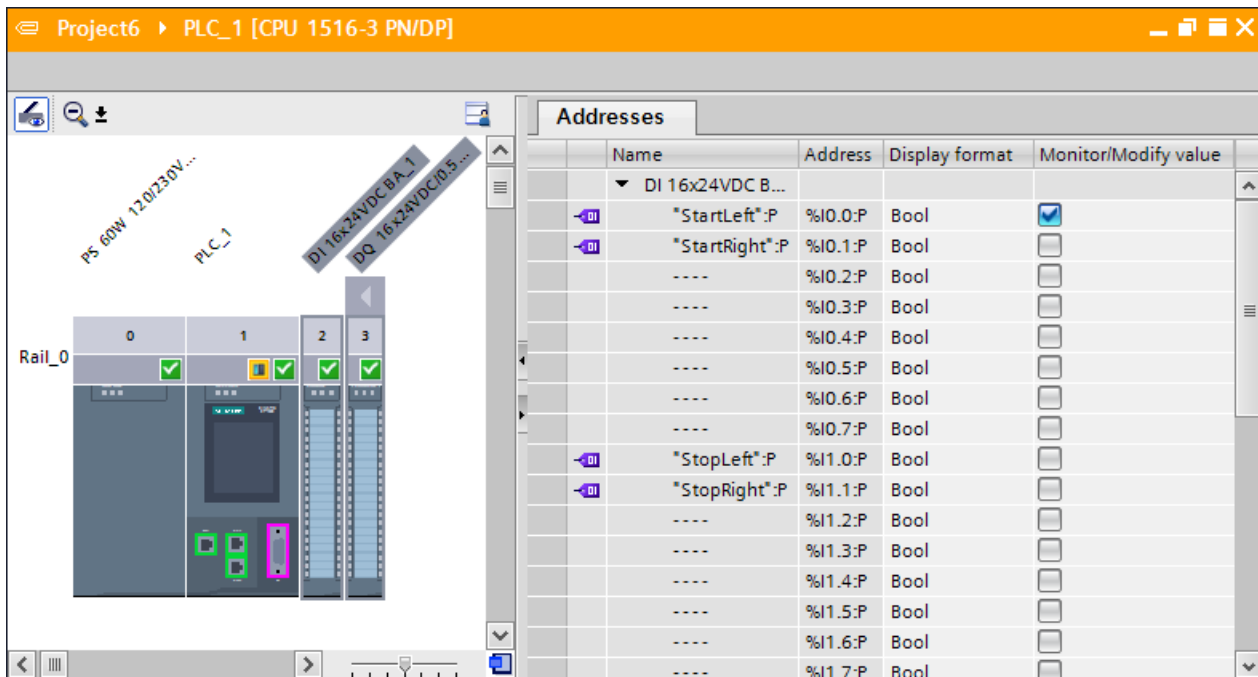 Project6 ▸ PLC_1 [CPU 1516-3 PN/DP]
PS 60W 120/230V...
PLC_1
DI 16x24VDC BA_1
DQ 16x24VDC/0.5...
0 1 2 3
Rail_0
SIEMENS
Addresses
Name Address Display format Monitor/Modify value
DI 16x24VDC B...
"StartLeft":P %I0.0:P Bool
"StartRight":P %I0.1:P Bool
---- %I0.2:P Bool
---- %I0.3:P Bool
---- %I0.4:P Bool
---- %I0.5:P Bool
---- %I0.6:P Bool
---- %I0.7:P Bool
"StopLeft":P %I1.0:P Bool
"StopRight":P %I1.1:P Bool
---- %I1.2:P Bool
---- %I1.3:P Bool
---- %I1.4:P Bool
---- %I1.5:P Bool
---- %I1.6:P Bool
---- %I1.7:P Bool